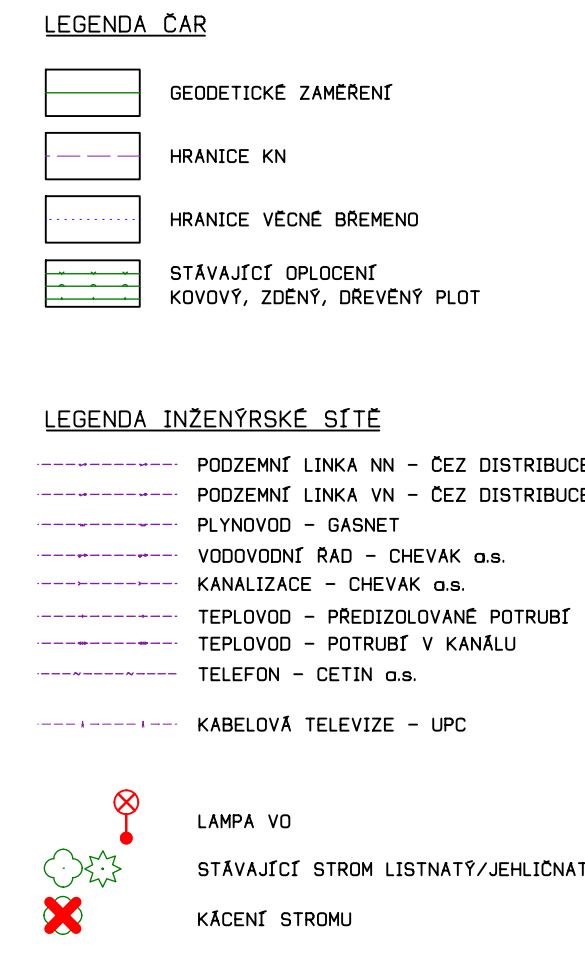 LEGENDA ČAR
GEODETICKÉ ZAMĚŘENÍ
HRANICE KN
HRANICE VĚCNÉ BŘEMENO
STÁVAJÍCÍ OPLOCENÍ
KOVOVÝ, ZDĚNÝ, DŘEVĚNÝ PLOT
LEGENDA INŽENÝRSKÉ SÍTĚ
PODZEMNÍ LINKA NN - ČEZ DISTRIBUCE
PODZEMNÍ LINKA VN - ČEZ DISTRIBUCE
PLYNOVOD - GASNET
VODOVODNÍ ŘAD - CHEVAK a.s.
KANALIZACE - CHEVAK a.s.
TEPLOVOD - PŘEDIZOLOVANÉ POTRUBÍ
TEPLOVOD - POTRUBÍ V KANÁLU
TELEFON - CETIN a.s.
KABELOVÁ TELEVIZE - UPC
LAMPA VO
STÁVAJÍCÍ STROM LISTNATÝ/JEHLIČNAT
KÁCENÍ STROMU